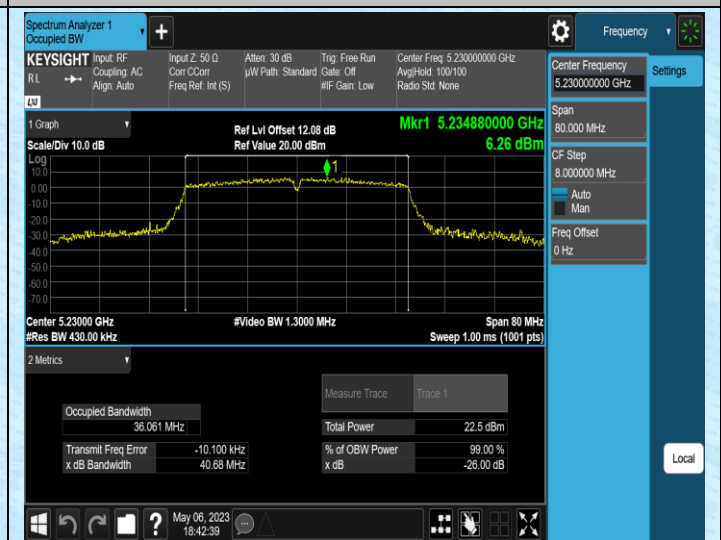 Spectrum Analyzer 1
Occupied BW
Frequency
KEYSIGHT
R L
LXI
Input: RF
Coupling: AC
Align: Auto
Input Z: 50 Ω
Corr CCorr
Freq Ref: Int (S)
Atten: 30 dB
µW Path: Standard
Trig: Free Run
Gate: Off
#IF Gain: Low
Center Freq: 5.230000000 GHz
Avg|Hold: 100/100
Radio Std: None
Center Frequency
5.230000000 GHz
Settings
Span
80.000 MHz
CF Step
8.000000 MHz
Auto
Man
Freq Offset
0 Hz
1 Graph
Scale/Div 10.0 dB
Ref Lvl Offset 12.08 dB
Ref Value 20.00 dBm
Mkr1 5.234880000 GHz
6.26 dBm
Log
10.0
0.00
-10.0
-20.0
-30.0
-40.0
-50.0
-60.0
-70.0
1
Center 5.23000 GHz
#Video BW 1.3000 MHz
Span 80 MHz
#Res BW 430.00 kHz
Sweep 1.00 ms (1001 pts)
2 Metrics
Measure Trace Trace 1
Occupied Bandwidth
36.061 MHz
Total Power 22.5 dBm
Transmit Freq Error -10.100 kHz
% of OBW Power 99.00 %
x dB Bandwidth 40.68 MHz
x dB -26.00 dB
Local
May 06, 2023
18:42:39